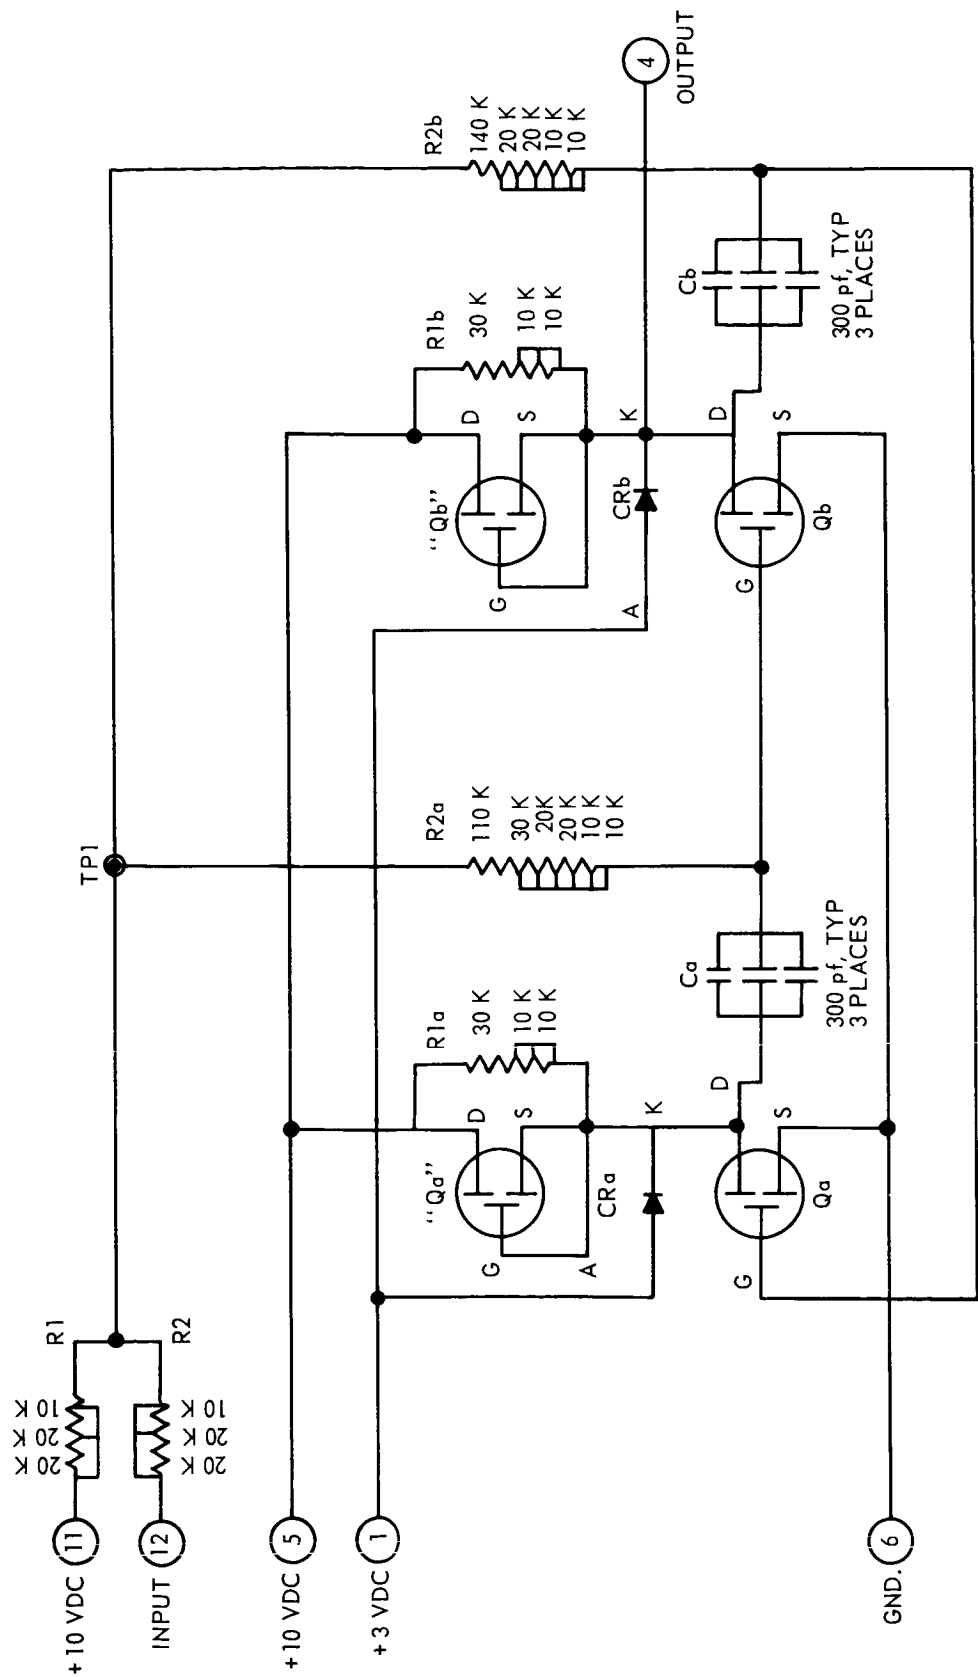 +10 VDC 11
20 K 20 K 10 K
R1
INPUT 12
20 K 20 K 10 K
R2
TP1
+10 VDC 5
+3 VDC 1
GND. 6
"Qa"
D
S
G
R1a
30 K
10 K
10 K
A
CRa
K
G
D
S
Qa
Ca
300 pf, TYP
3 PLACES
R2a
110 K
30 K
20K
20 K
10 K
10 K
"Qb"
D
S
G
R1b
30 K
10 K
10 K
A
CRb
K
G
D
S
Qb
Cb
300 pf, TYP
3 PLACES
R2b
140 K
20 K
20 K
10 K
10 K
4
OUTPUT